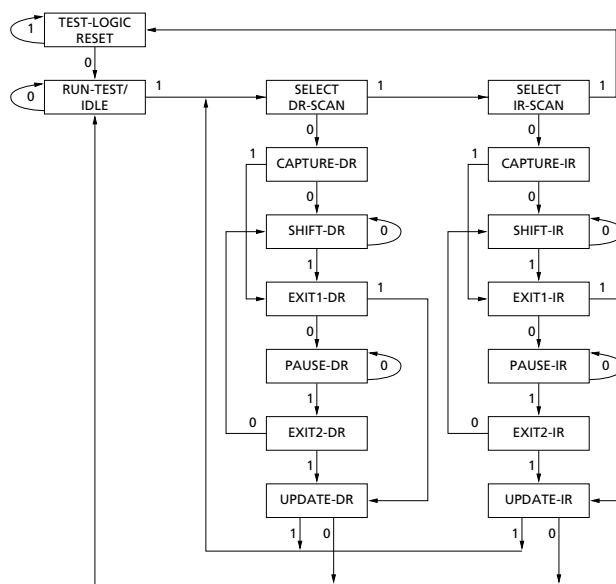 TEST-LOGIC
RESET
1
0
RUN-TEST/
IDLE
0
1
SELECT
DR-SCAN
1
SELECT
IR-SCAN
1
0
0
CAPTURE-DR
1
CAPTURE-IR
1
0
0
SHIFT-DR
0
SHIFT-IR
0
1
1
EXIT1-DR
1
EXIT1-IR
1
0
0
PAUSE-DR
0
PAUSE-IR
0
1
1
EXIT2-DR
0
EXIT2-IR
0
1
1
UPDATE-DR
UPDATE-IR
1
0
1
0